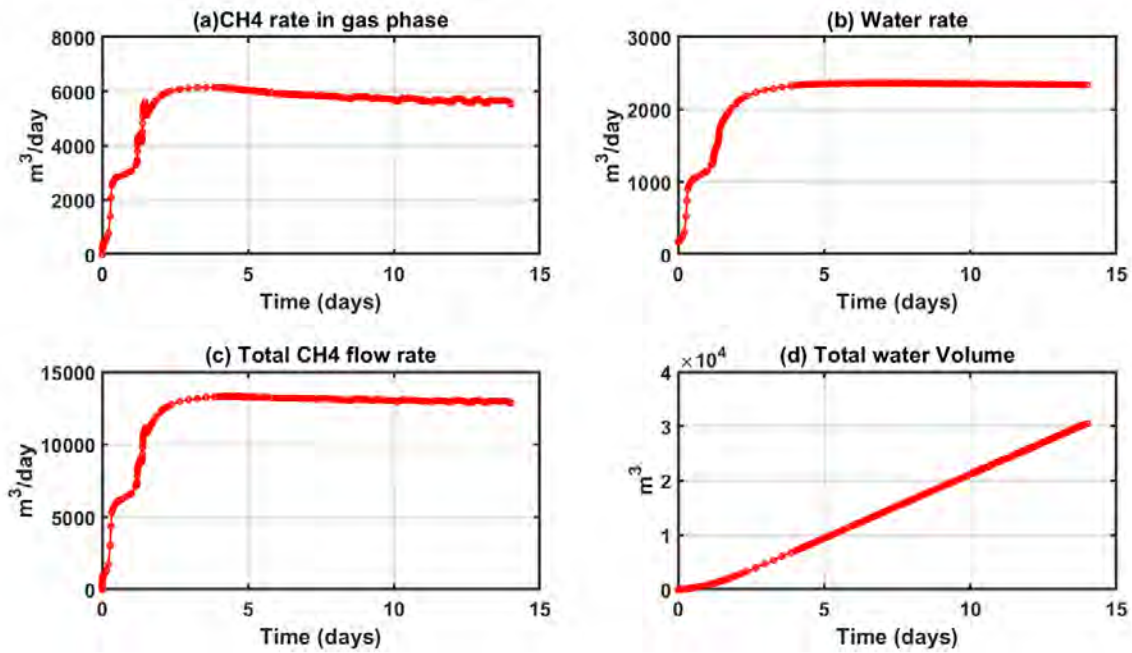 (a)CH4 rate in gas phase
8000
6000
4000
2000
0
m³/day
0 5 10 15
Time (days)
(b) Water rate
3000
2000
1000
0
m³/day
0 5 10 15
Time (days)
(c) Total CH4 flow rate
15000
10000
5000
0
m³/day
0 5 10 15
Time (days)
(d) Total water Volume
×10⁴
4
3
2
1
0
m³
0 5 10 15
Time (days)